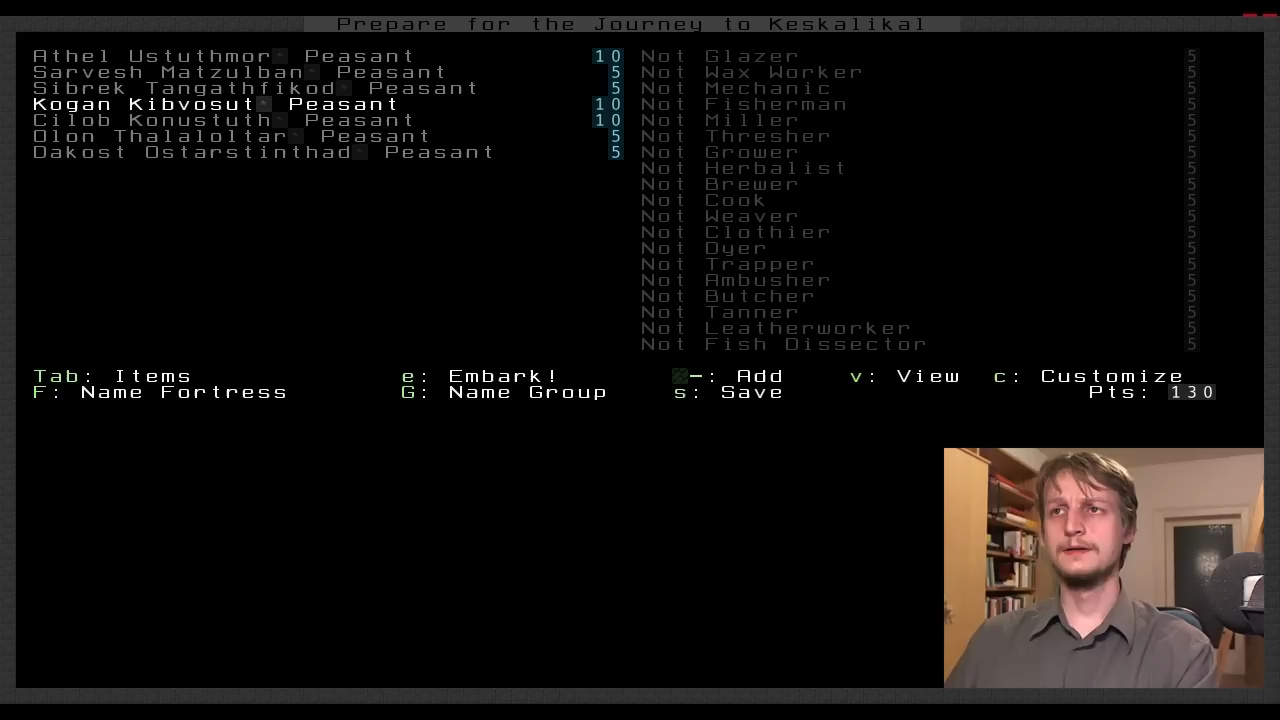 Prepare for the Journey to Keskalikal
Athel Ustuthmor Peasant 10
Sarvesh Matzulban Peasant 5
Sibrek Tangathfikod Peasant 5
Kogan Kibvosut Peasant 10
Cilob Konustuth Peasant 10
Olon Thalaloltar Peasant 5
Dakost Ostarstinthad Peasant 5
Not Glazer 5
Not Wax Worker 5
Not Mechanic 5
Not Fisherman 5
Not Miller 5
Not Thresher 5
Not Grower 5
Not Herbalist 5
Not Brewer 5
Not Cook 5
Not Weaver 5
Not Clothier 5
Not Dyer 5
Not Trapper 5
Not Ambusher 5
Not Butcher 5
Not Tanner 5
Not Leatherworker 5
Not Fish Dissector 5
Tab: Items e: Embark! -: Add v: View c: Customize
F: Name Fortress G: Name Group s: Save Pts: 130